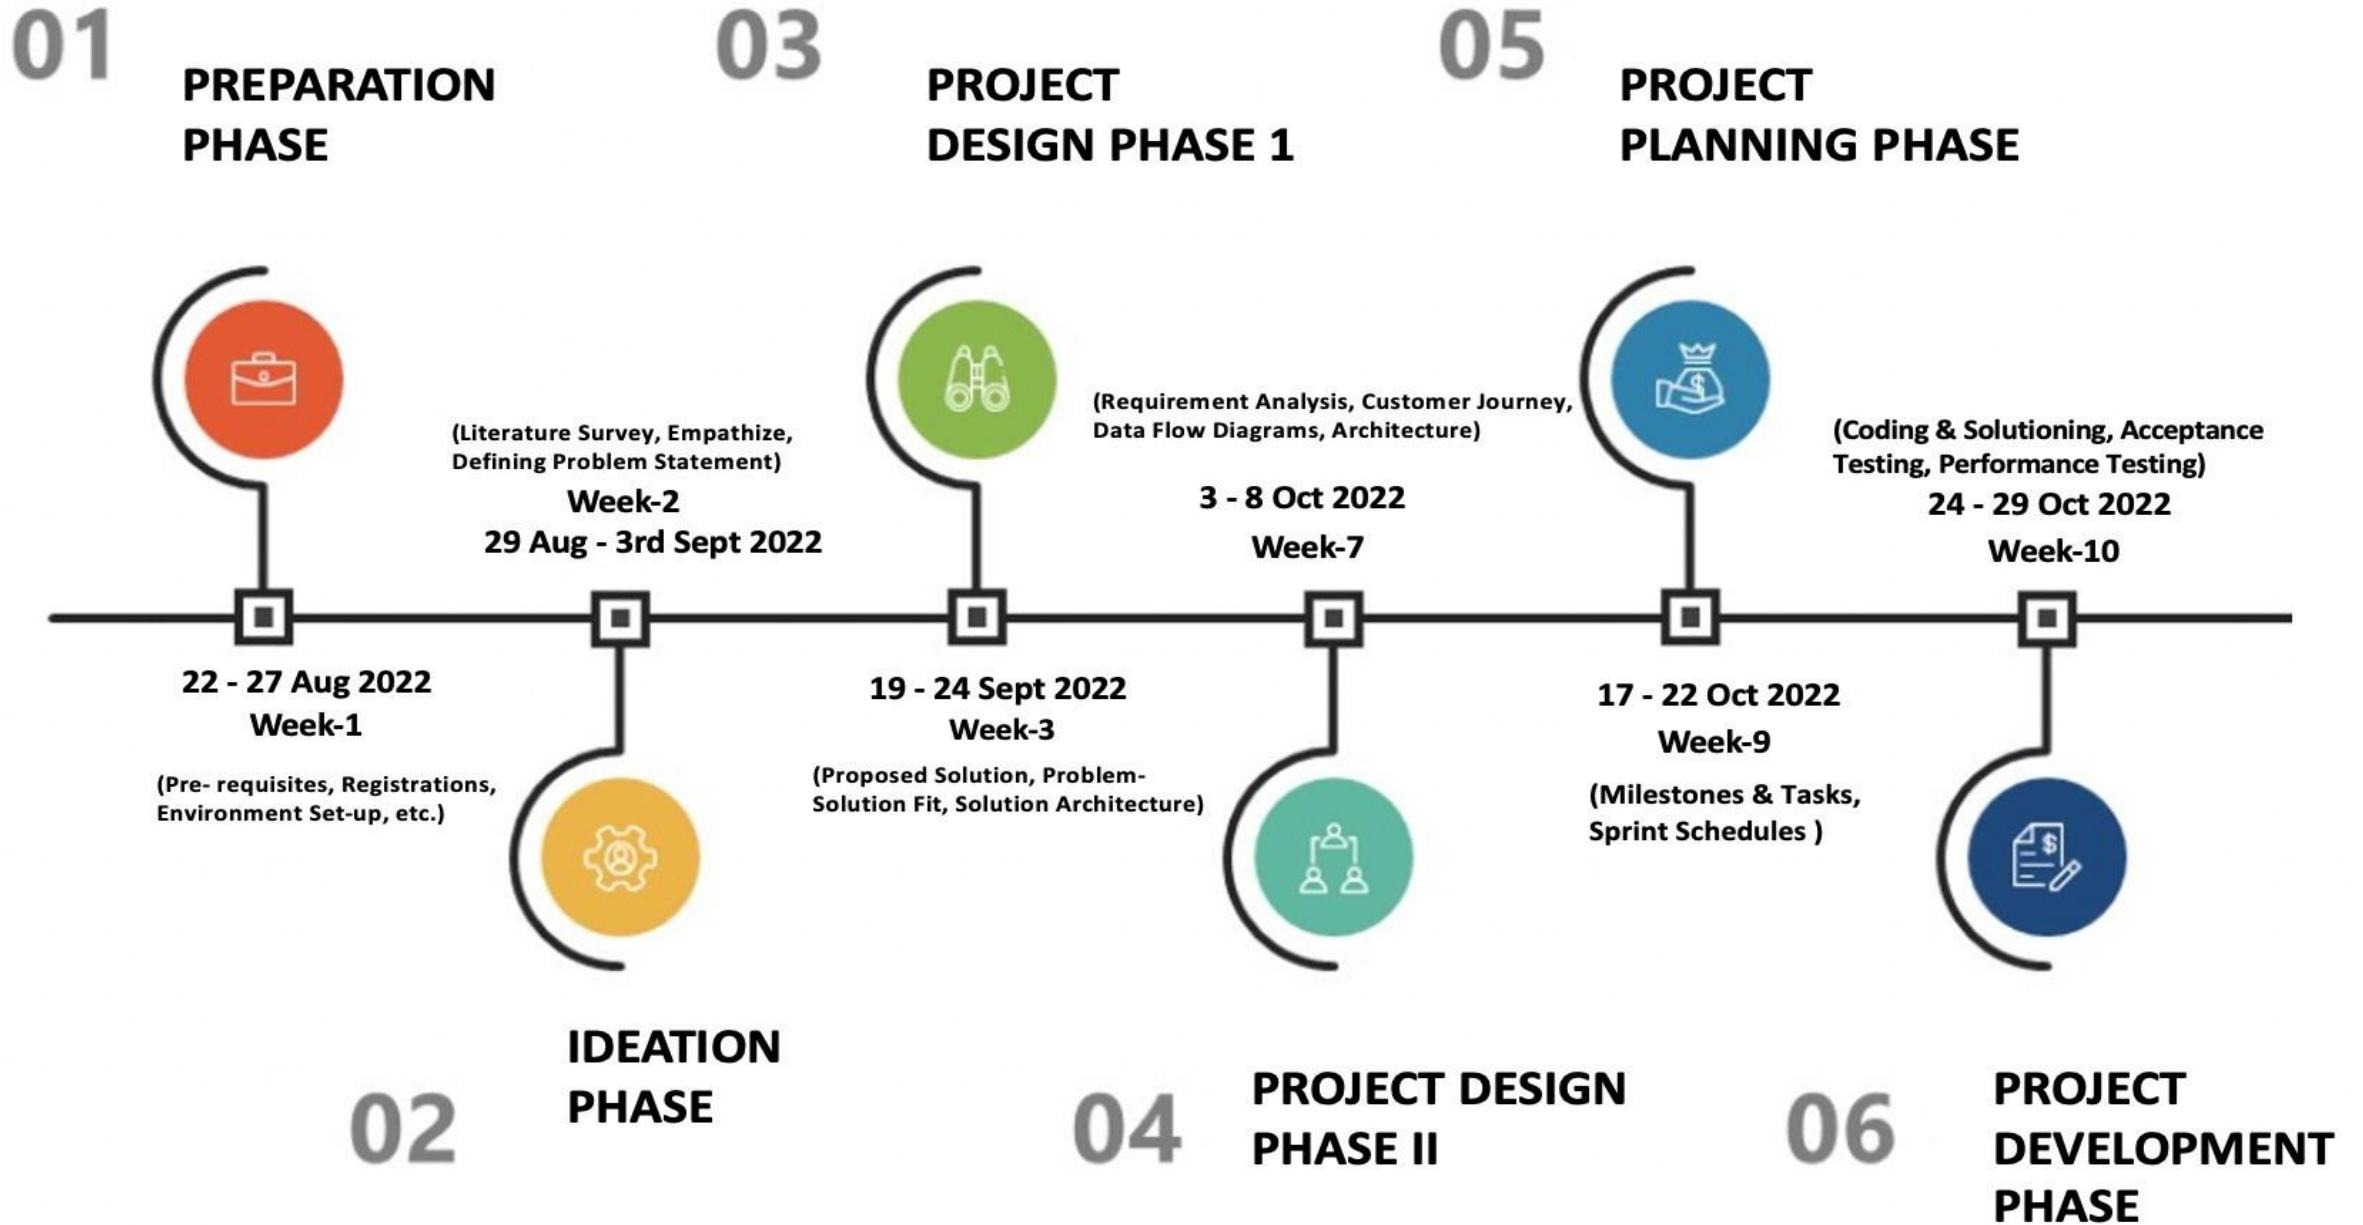 01
PREPARATION
PHASE
22 - 27 Aug 2022
Week-1
(Pre- requisites, Registrations,
Environment Set-up, etc.)
(Literature Survey, Empathize,
Defining Problem Statement)
Week-2
29 Aug - 3rd Sept 2022
02
IDEATION
PHASE
03
PROJECT
DESIGN PHASE 1
19 - 24 Sept 2022
Week-3
(Proposed Solution, Problem-
Solution Fit, Solution Architecture)
(Requirement Analysis, Customer Journey,
Data Flow Diagrams, Architecture)
3 - 8 Oct 2022
Week-7
04
PROJECT DESIGN
PHASE II
05
PROJECT
PLANNING PHASE
$
17 - 22 Oct 2022
Week-9
(Milestones & Tasks,
Sprint Schedules )
(Coding & Solutioning, Acceptance
Testing, Performance Testing)
24 - 29 Oct 2022
Week-10
$
06
PROJECT
DEVELOPMENT
PHASE